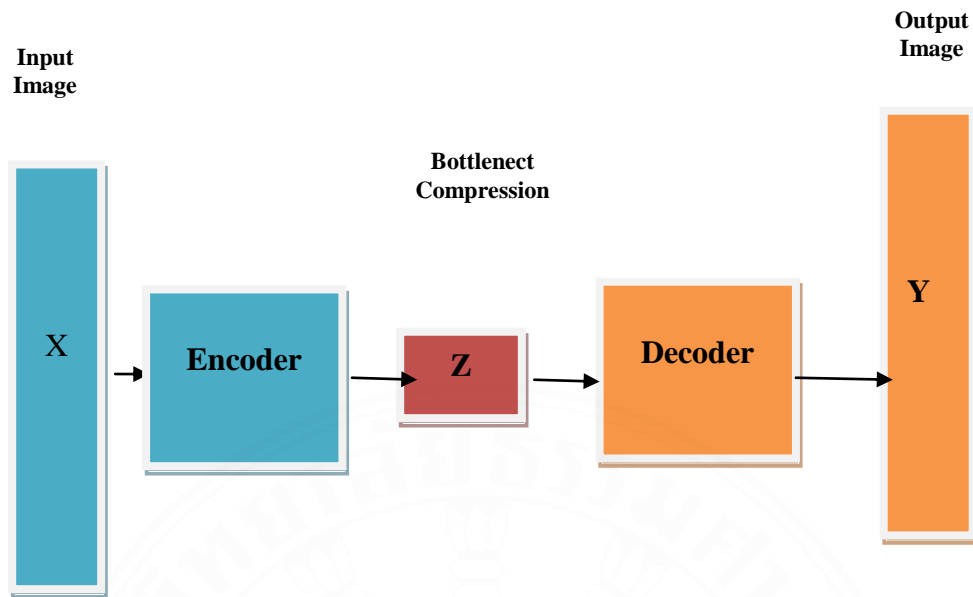 Output
Image
Input
Image
Bottlenect
Compression
X
Encoder
Z
Decoder
Y